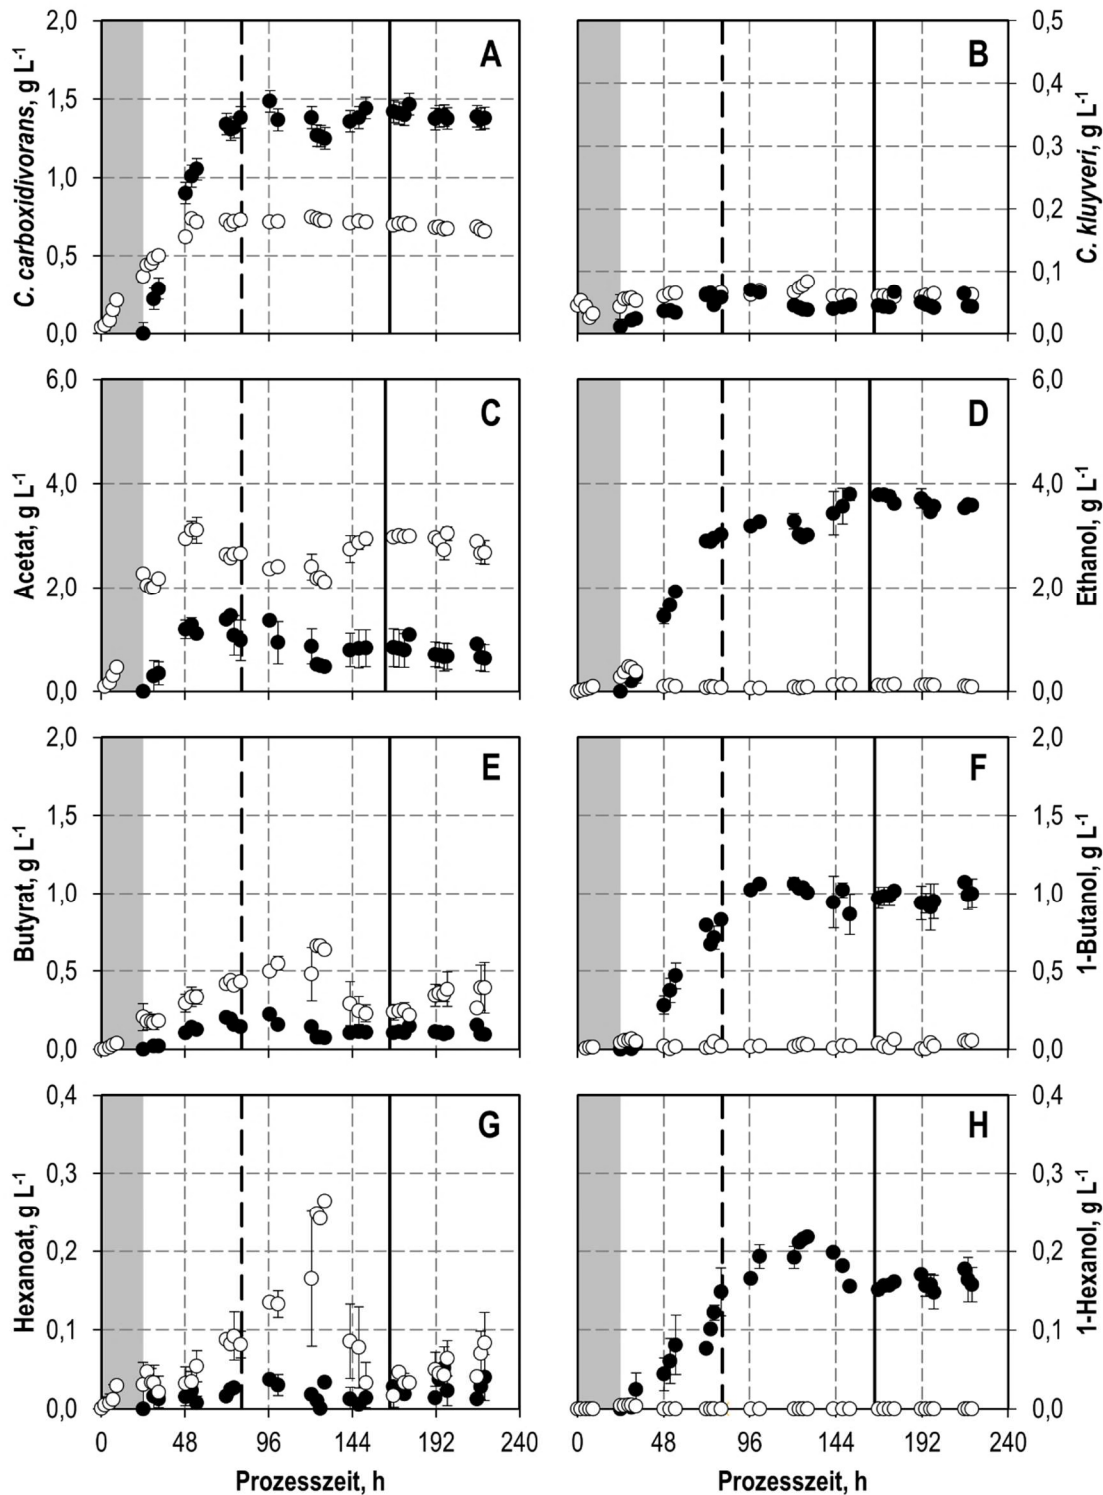 2,0
1,5
1,0
0,5
0,0
C. carboxidivorans, g L⁻¹
A
B
0,5
0,4
0,3
0,2
0,1
0,0
C. kluyveri, g L⁻¹
6,0
4,0
2,0
0,0
Acetat, g L⁻¹
C
D
6,0
4,0
2,0
0,0
Ethanol, g L⁻¹
2,0
1,5
1,0
0,5
0,0
Butyrat, g L⁻¹
E
F
2,0
1,5
1,0
0,5
0,0
1-Butanol, g L⁻¹
0,4
0,3
0,2
0,1
0,0
Hexanoat, g L⁻¹
G
H
0,4
0,3
0,2
0,1
0,0
1-Hexanol, g L⁻¹
0 48 96 144 192 240
Prozesszeit, h
0 48 96 144 192 240
Prozesszeit, h